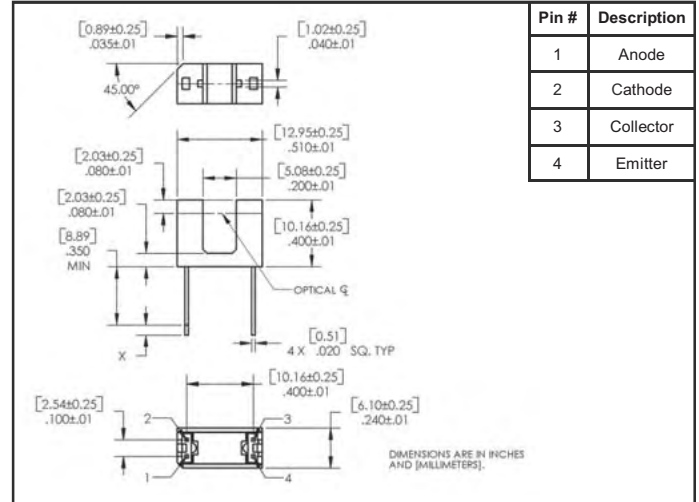 [0.89±0.25]
.035±.01
[1.02±0.25]
.040±.01
45.00°
[12.95±0.25]
.510±.01
[2.03±0.25]
.080±.01
[5.08±0.25]
.200±.01
[2.03±0.25]
.080±.01
[10.16±0.25]
.400±.01
[8.89]
.350
MIN
OPTICAL ℄
X
[0.51]
4 X .020 SQ. TYP
[10.16±0.25]
.400±.01
[2.54±0.25]
.100±.01
[6.10±0.25]
.240±.01
2
3
1
4
DIMENSIONS ARE IN INCHES
AND [MILLIMETERS].
Pin # Description
1 Anode
2 Cathode
3 Collector
4 Emitter